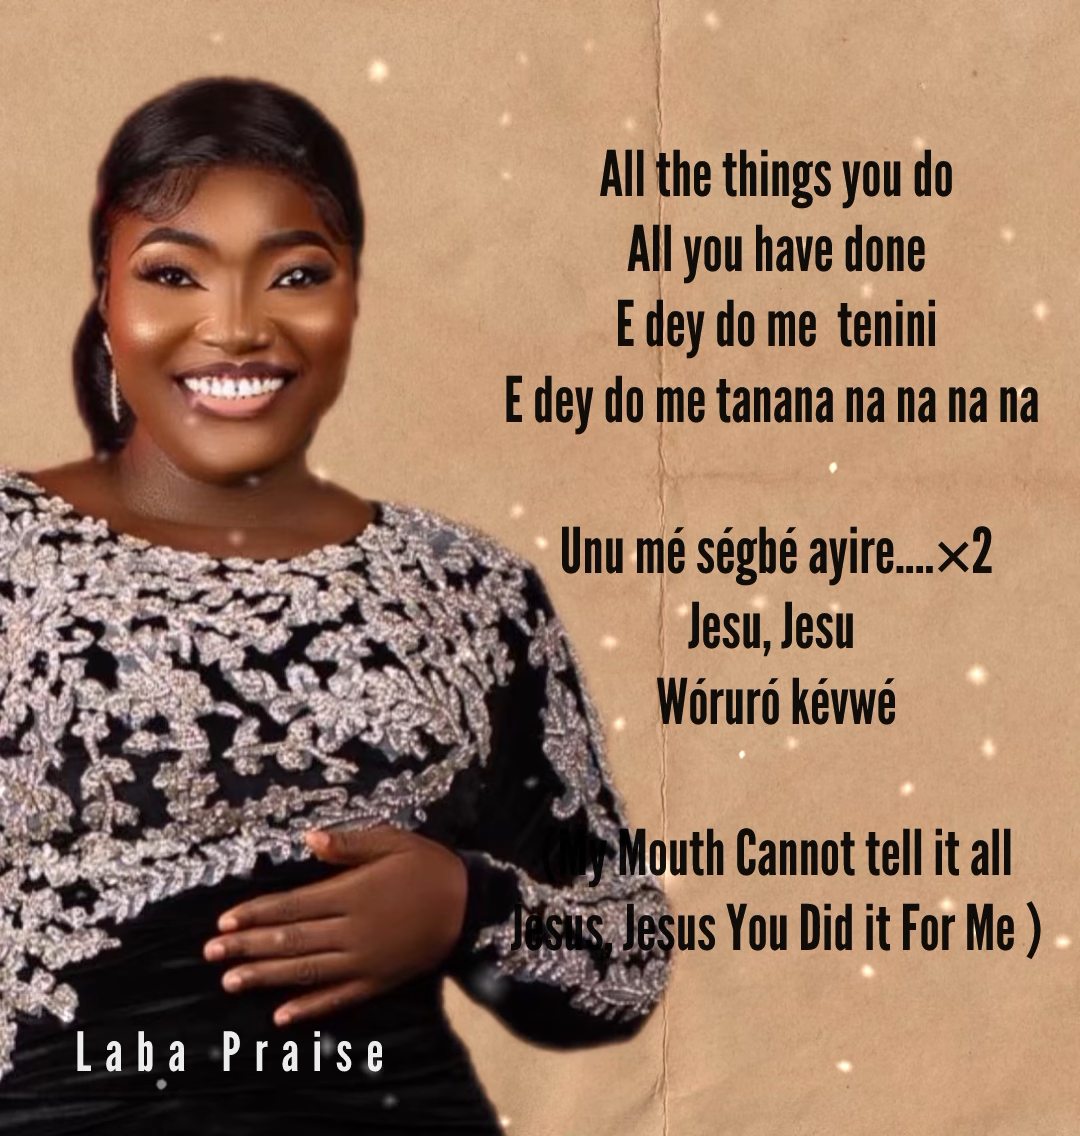 All the things you do
All you have done
E dey do me tenini
E dey do me tanana na na na na
Unu mé ségbé ayire....×2
Jesu, Jesu
Wóruró kévwé
(My Mouth Cannot tell it all
Jesus, Jesus You Did it For Me )
Laba Praise